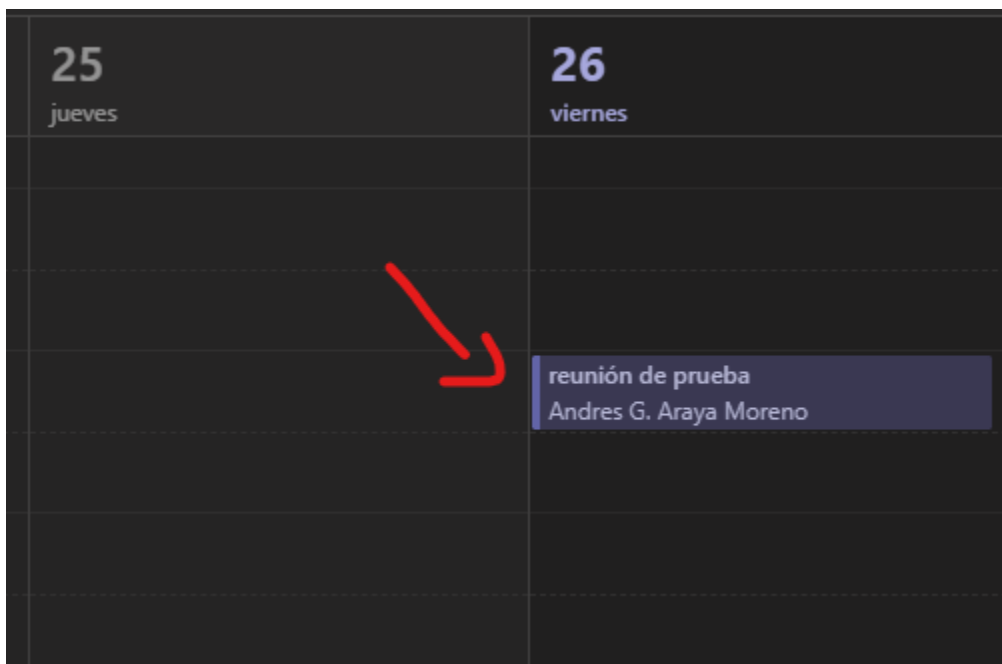 25
jueves
26
viernes
reunión de prueba
Andres G. Araya Moreno